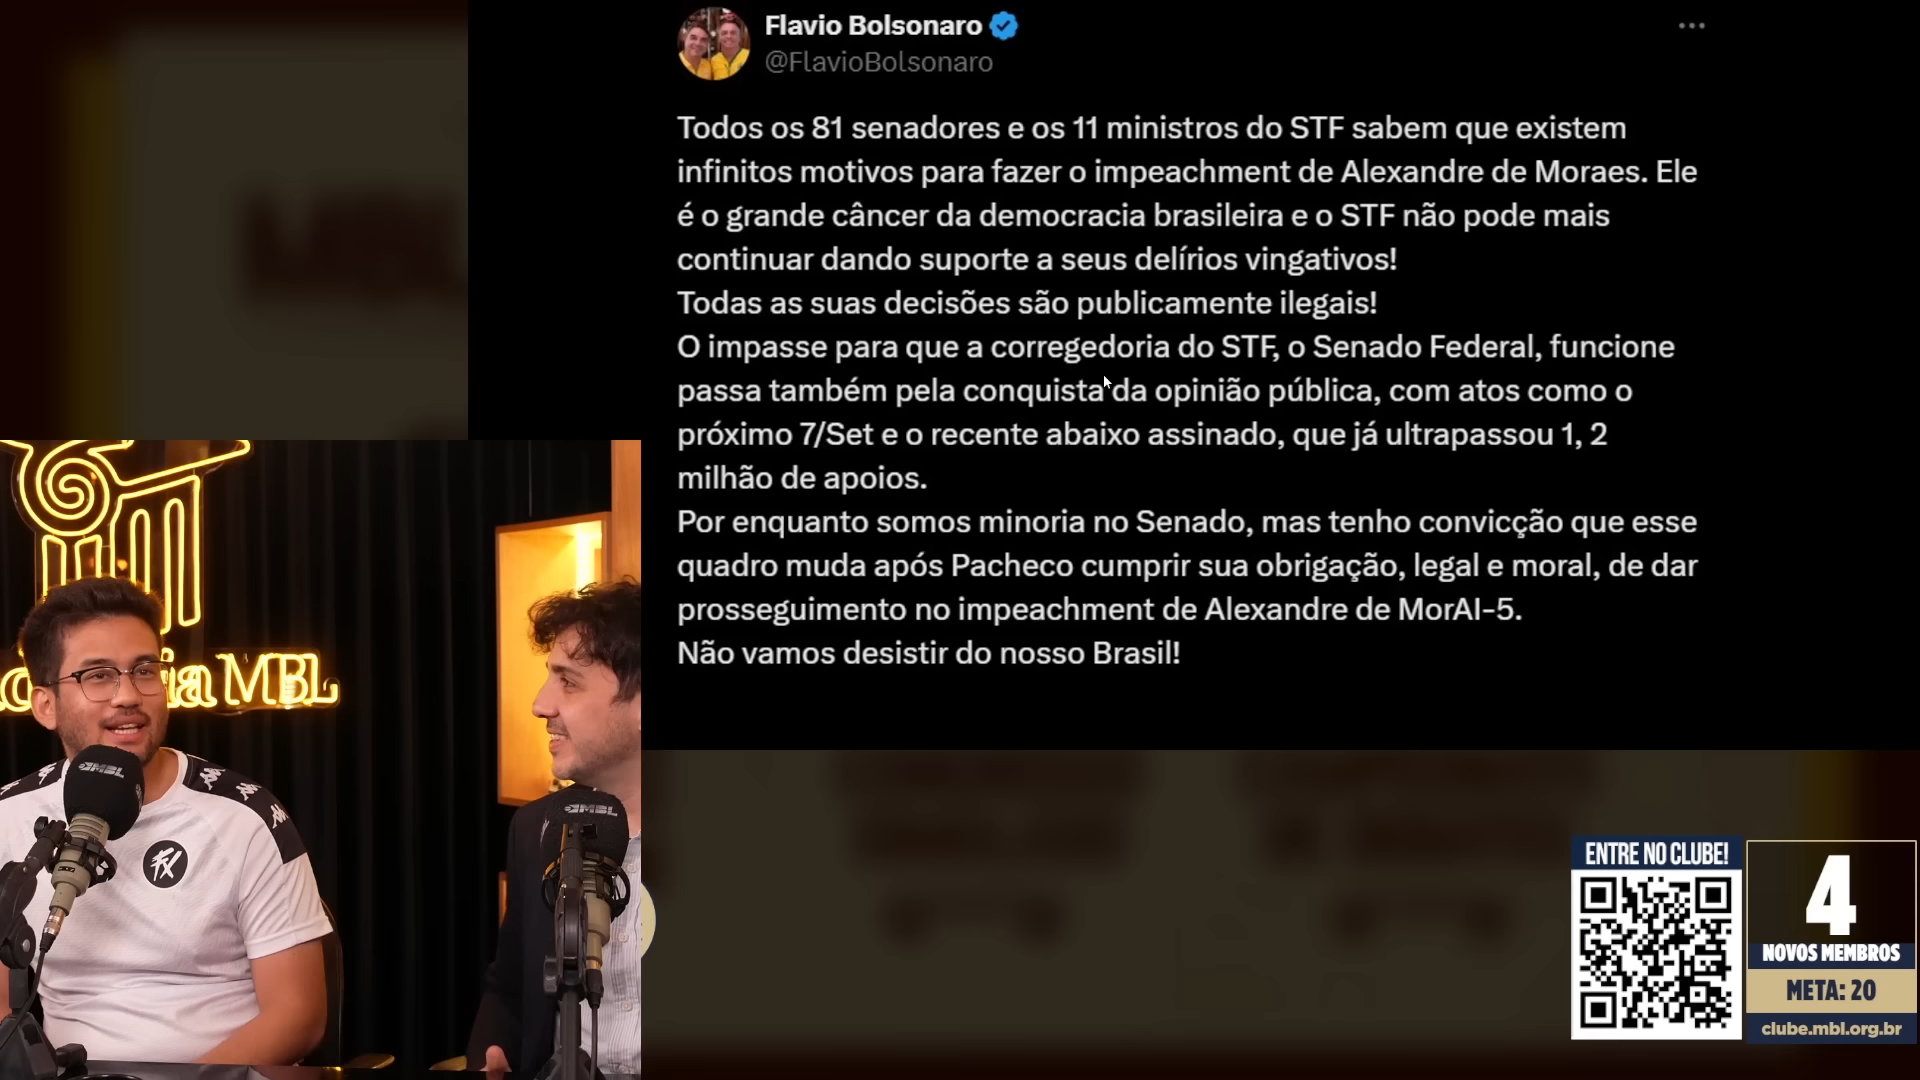 Flavio Bolsonaro
@FlavioBolsonaro
Todos os 81 senadores e os 11 ministros do STF sabem que existem
infinitos motivos para fazer o impeachment de Alexandre de Moraes. Ele
é o grande câncer da democracia brasileira e o STF não pode mais
continuar dando suporte a seus delírios vingativos!
Todas as suas decisões são publicamente ilegais!
O impasse para que a corregedoria do STF, o Senado Federal, funcione
passa também pela conquista da opinião pública, com atos como o
próximo 7/Set e o recente abaixo assinado, que já ultrapassou 1, 2
milhão de apoios.
Por enquanto somos minoria no Senado, mas tenho convicção que esse
quadro muda após Pacheco cumprir sua obrigação, legal e moral, de dar
prosseguimento no impeachment de Alexandre de MorAI-5.
Não vamos desistir do nosso Brasil!
MBL
MBL
MBL
FX
ENTRE NO CLUBE!
4
NOVOS MEMBROS
META: 20
clube.mbl.org.br